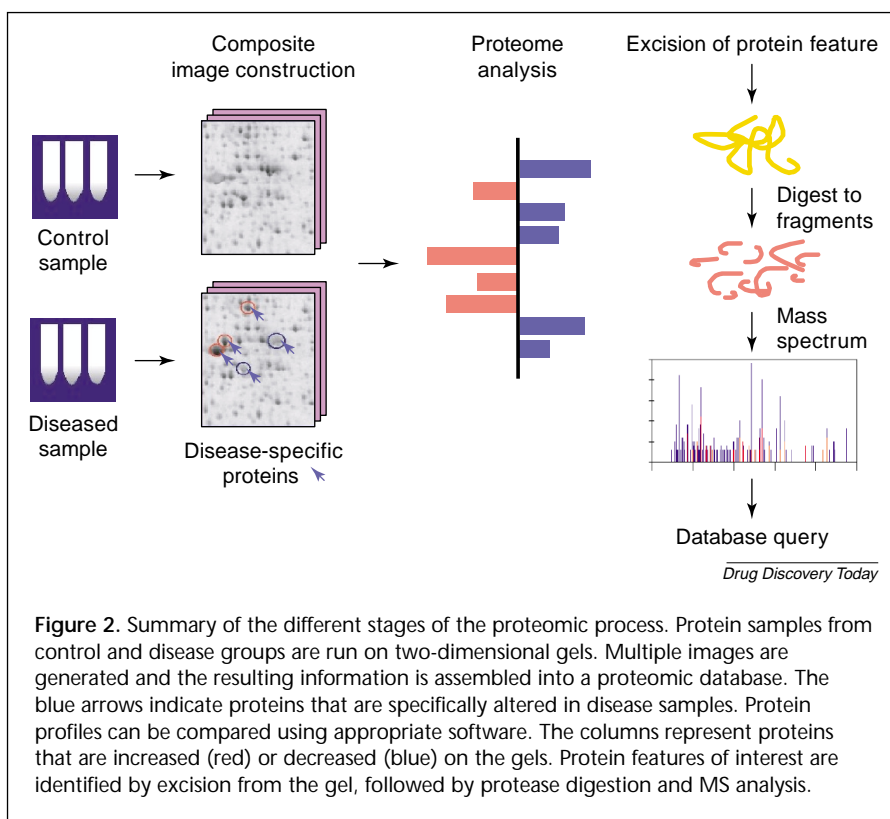 Composite
image construction
Proteome
analysis
Excision of protein feature
Control
sample
Digest to
fragments
Mass
spectrum
Diseased
sample
Disease-specific
proteins
Database query
Drug Discovery Today
Figure 2. Summary of the different stages of the proteomic process. Protein samples from
control and disease groups are run on two-dimensional gels. Multiple images are
generated and the resulting information is assembled into a proteomic database. The
blue arrows indicate proteins that are specifically altered in disease samples. Protein
profiles can be compared using appropriate software. The columns represent proteins
that are increased (red) or decreased (blue) on the gels. Protein features of interest are
identified by excision from the gel, followed by protease digestion and MS analysis.